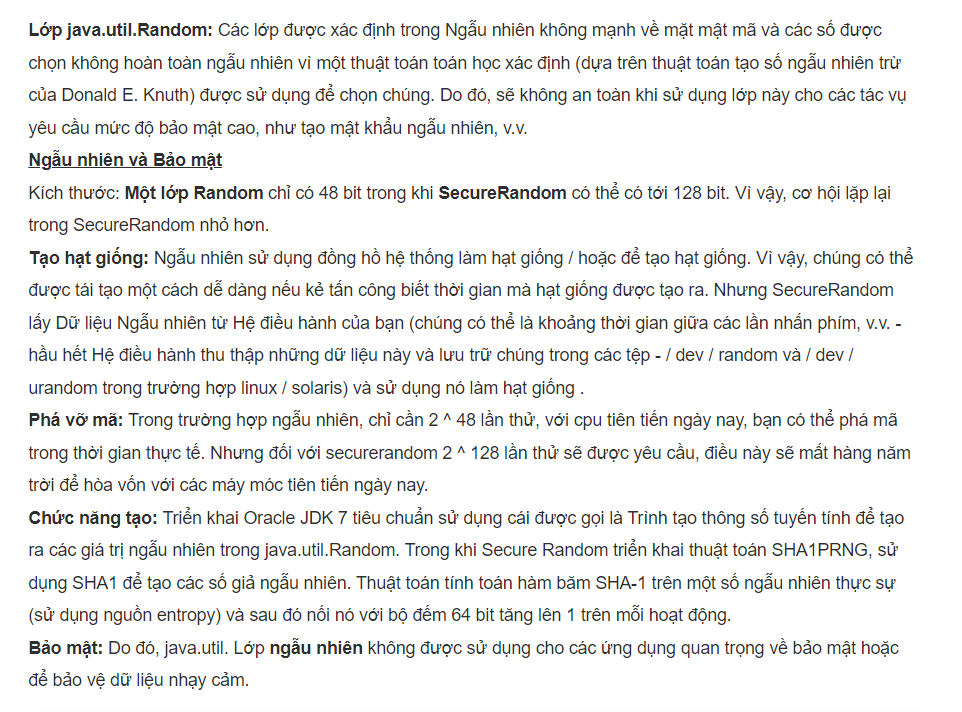 Lớp java.util.Random: Các lớp được xác định trong Ngẫu nhiên không mạnh về mặt mật mã và các số được
chọn không hoàn toàn ngẫu nhiên vì một thuật toán toán học xác định (dựa trên thuật toán tạo số ngẫu nhiên trừ
của Donald E. Knuth) được sử dụng để chọn chúng. Do đó, sẽ không an toàn khi sử dụng lớp này cho các tác vụ
yêu cầu mức độ bảo mật cao, như tạo mật khẩu ngẫu nhiên, v.v.
Ngẫu nhiên và Bảo mật
Kích thước: Một lớp Random chỉ có 48 bit trong khi SecureRandom có thể có tới 128 bit. Vì vậy, cơ hội lặp lại
trong SecureRandom nhỏ hơn.
Tạo hạt giống: Ngẫu nhiên sử dụng đồng hồ hệ thống làm hạt giống / hoặc để tạo hạt giống. Vì vậy, chúng có thể
được tái tạo một cách dễ dàng nếu kẻ tấn công biết thời gian mà hạt giống được tạo ra. Nhưng SecureRandom
lấy Dữ liệu Ngẫu nhiên từ Hệ điều hành của bạn (chúng có thể là khoảng thời gian giữa các lần nhấn phím, v.v. -
hầu hết Hệ điều hành thu thập những dữ liệu này và lưu trữ chúng trong các tệp - / dev / random và / dev /
urandom trong trường hợp linux / solaris) và sử dụng nó làm hạt giống .
Phá vỡ mã: Trong trường hợp ngẫu nhiên, chỉ cần 2 ^ 48 lần thử, với cpu tiên tiến ngày nay, bạn có thể phá mã
trong thời gian thực tế. Nhưng đối với securerandom 2 ^ 128 lần thử sẽ được yêu cầu, điều này sẽ mất hàng năm
trời để hòa vốn với các máy móc tiên tiến ngày nay.
Chức năng tạo: Triển khai Oracle JDK 7 tiêu chuẩn sử dụng cái được gọi là Trình tạo thông số tuyến tính để tạo
ra các giá trị ngẫu nhiên trong java.util.Random. Trong khi Secure Random triển khai thuật toán SHA1PRNG, sử
dụng SHA1 để tạo các số giả ngẫu nhiên. Thuật toán tính toán hàm băm SHA-1 trên một số ngẫu nhiên thực sự
(sử dụng nguồn entropy) và sau đó nối nó với bộ đếm 64 bit tăng lên 1 trên mỗi hoạt động.
Bảo mật: Do đó, java.util. Lớp ngẫu nhiên không được sử dụng cho các ứng dụng quan trọng về bảo mật hoặc
để bảo vệ dữ liệu nhạy cảm.